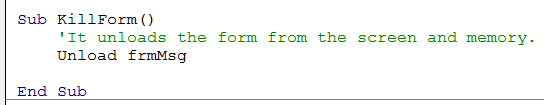 Sub KillForm()
    'It unloads the form from the screen and memory.
    Unload frmMsg
End Sub